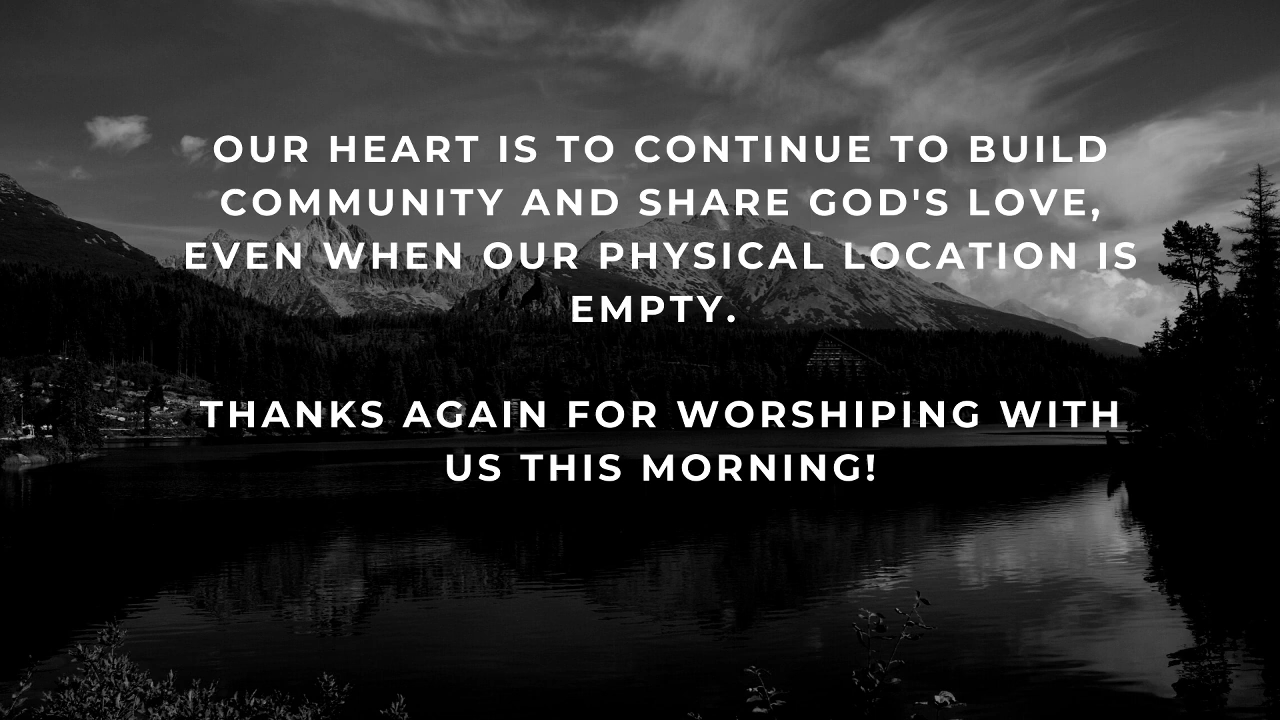 OUR HEART IS TO CONTINUE TO BUILD
COMMUNITY AND SHARE GOD'S LOVE,
EVEN WHEN OUR PHYSICAL LOCATION IS
EMPTY.
THANKS AGAIN FOR WORSHIPING WITH
US THIS MORNING!